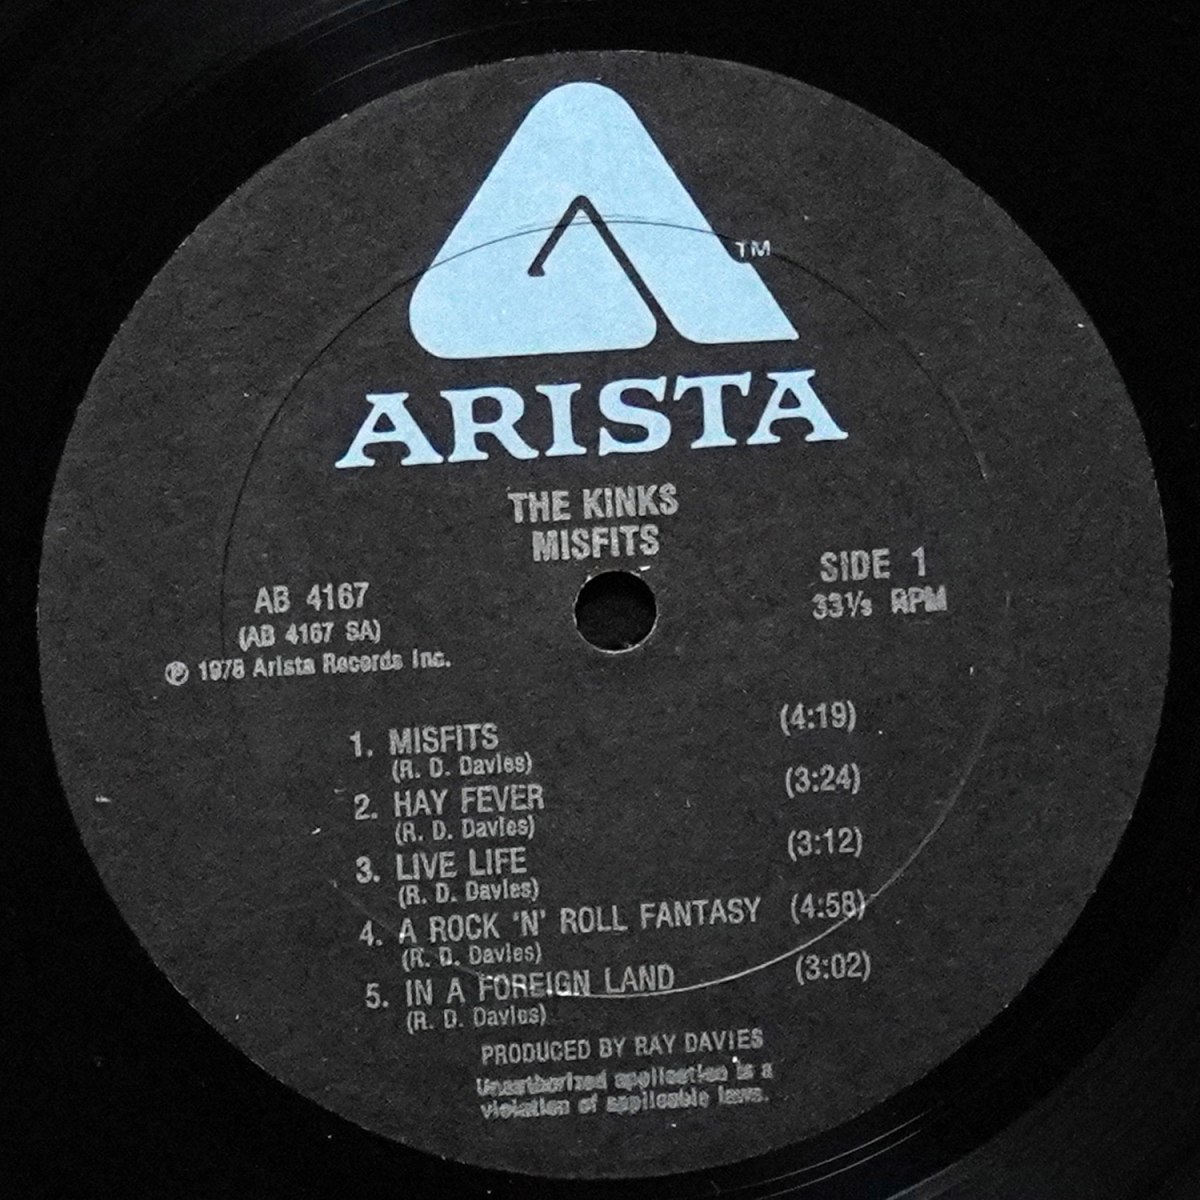 TM
ARISTA
THE KINKS
MISFITS
AB 4167
(AB 4167 SA)
℗ 1978 Arista Records Inc.
SIDE 1
33⅓ RPM
1. MISFITS (4:19)
(R. D. Davies)
2. HAY FEVER (3:24)
(R. D. Davies)
3. LIVE LIFE (3:12)
(R. D. Davies)
4. A ROCK 'N' ROLL FANTASY (4:58)
(R. D. Davies)
5. IN A FOREIGN LAND (3:02)
(R. D. Davies)
PRODUCED BY RAY DAVIES
Unauthorized application is a
violation of applicable laws.